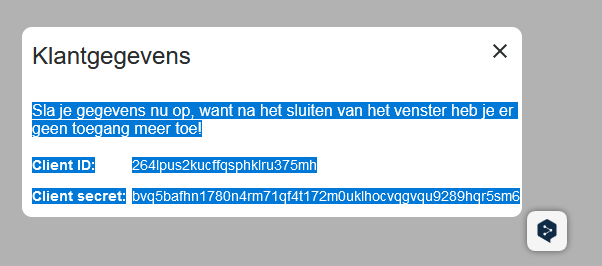 Klantgegevens
Sla je gegevens nu op, want na het sluiten van het venster heb je er
geen toegang meer toe!
Client ID: 264lpus2kucffqsphklru375mh
Client secret: bvq5bafhn1780n4rm71qf4t172m0uklhocvqgvqu9289hqr5sm6